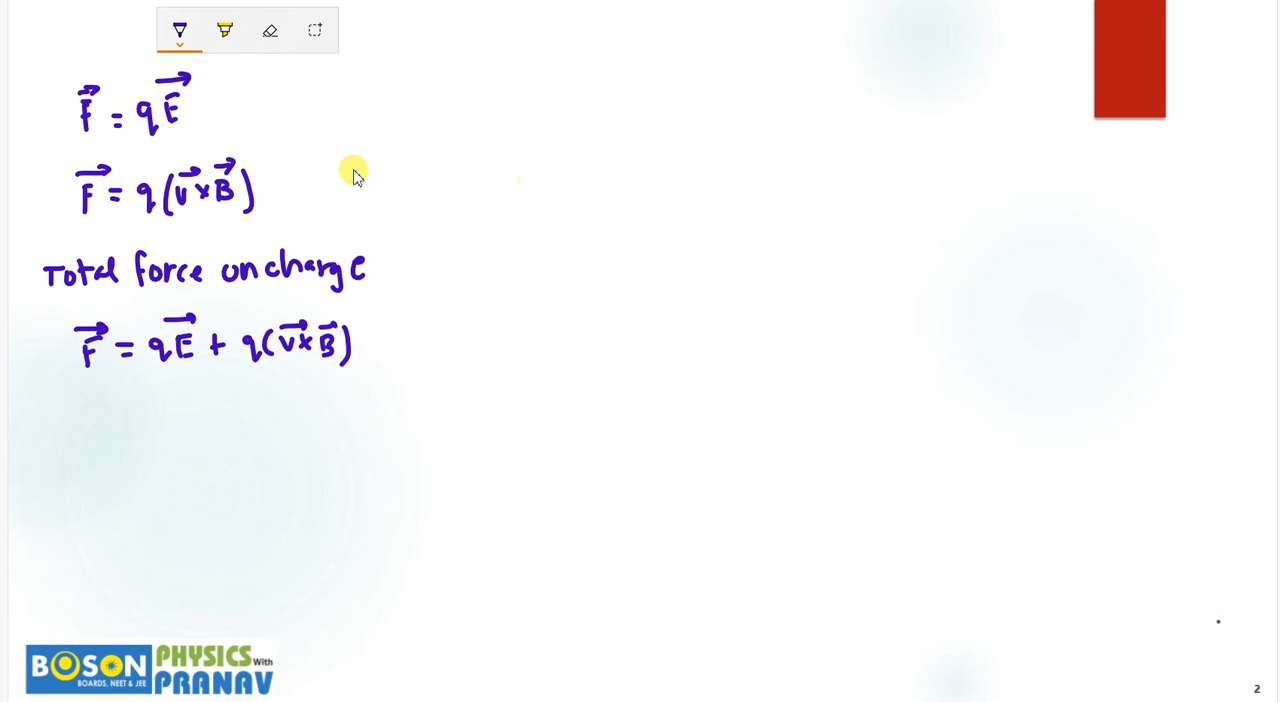 F⃗ = qE⃗
F⃗ = q(v⃗ × B⃗)
Total force on charge
F⃗ = qE⃗ + q(v⃗ × B⃗)
BOSON
BOARDS, NEET & JEE
PHYSICS With
PRANAV
2